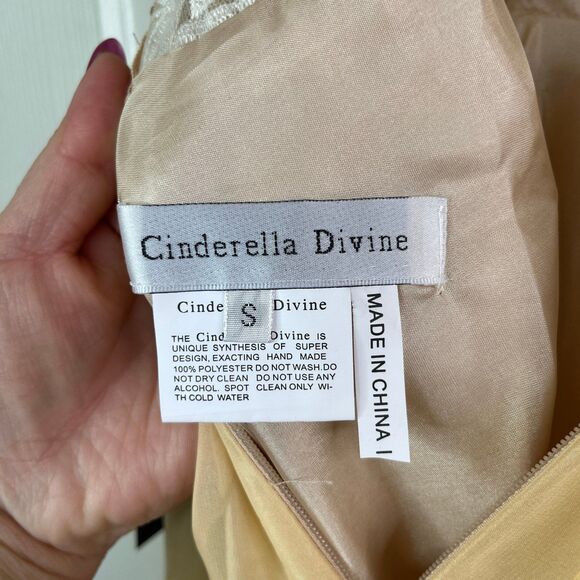 Cinderella Divine
S
Cinde Divine
THE Cind Divine IS
UNIQUE SYNTHESIS OF SUPER
DESIGN, EXACTING HAND MADE
100% POLYESTER DO NOT WASH.DO
NOT DRY CLEAN DO NOT USE ANY
ALCOHOL. SPOT CLEAN ONLY WI-
TH COLD WATER
MADE IN CHINA I